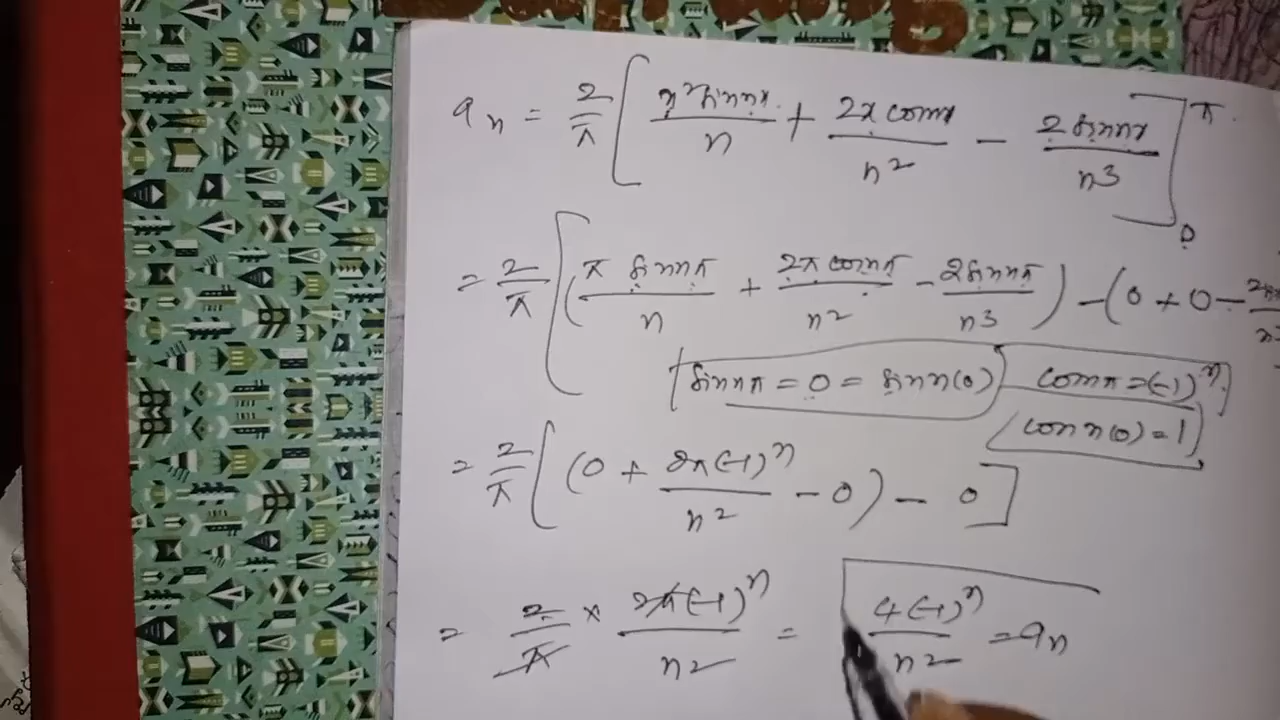 aₙ = 2/π [ x² sin nx / n + 2x cos nx / n² − 2 sin nx / n³ ]₀^π
= 2/π [ ( π sin nπ / n + 2π cos nπ / n² − 2 sin nπ / n³ ) − ( 0 + 0 −
sin nπ = 0 = sin n(0) cos nπ = (−1)ⁿ
cos n(0) = 1
= 2/π [ ( 0 + 2π(−1)ⁿ / n² − 0 ) − 0 ]
= 2/π × 2π(−1)ⁿ / n² = 4(−1)ⁿ / n² = aₙ